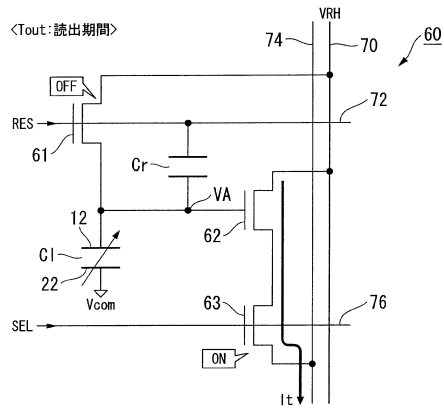 <Tout:読出期間>
VRH
74
70
60
OFF
RES
72
61
Cr
12
VA
Cl
62
22
Vcom
63
SEL
76
ON
It